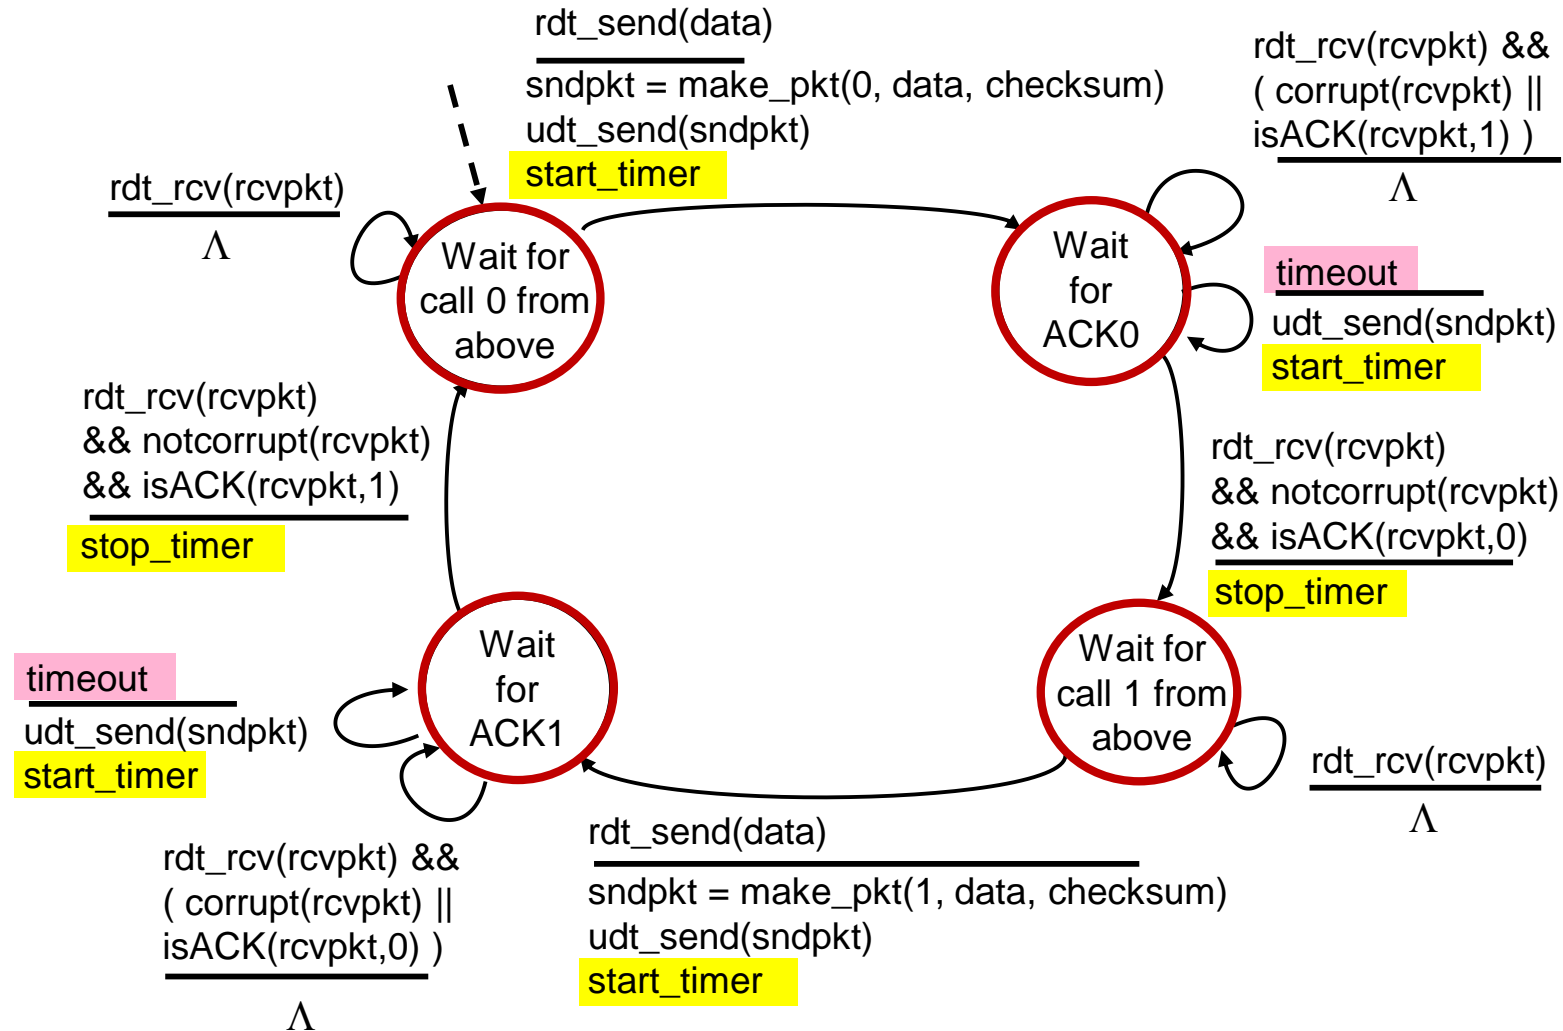 rdt_send(data)
sndpkt = make_pkt(0, data, checksum)
udt_send(sndpkt)
start_timer
rdt_rcv(rcvpkt) &&
( corrupt(rcvpkt) ||
isACK(rcvpkt,1) )
Λ
rdt_rcv(rcvpkt)
Λ
Wait for
call 0 from
above
Wait
for
ACK0
timeout
udt_send(sndpkt)
start_timer
rdt_rcv(rcvpkt)
&& notcorrupt(rcvpkt)
&& isACK(rcvpkt,1)
stop_timer
rdt_rcv(rcvpkt)
&& notcorrupt(rcvpkt)
&& isACK(rcvpkt,0)
stop_timer
Wait
for
ACK1
Wait for
call 1 from
above
timeout
udt_send(sndpkt)
start_timer
rdt_rcv(rcvpkt)
Λ
rdt_rcv(rcvpkt) &&
( corrupt(rcvpkt) ||
isACK(rcvpkt,0) )
Λ
rdt_send(data)
sndpkt = make_pkt(1, data, checksum)
udt_send(sndpkt)
start_timer